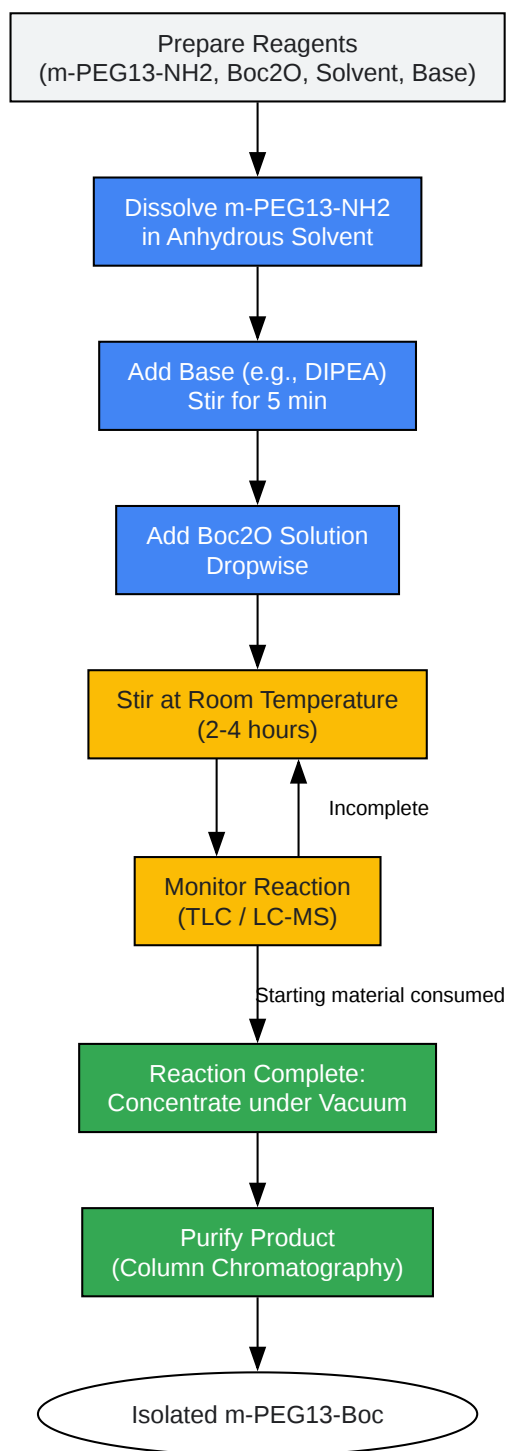 Prepare Reagents
(m-PEG13-NH2, Boc2O, Solvent, Base)
Dissolve m-PEG13-NH2
in Anhydrous Solvent
Add Base (e.g., DIPEA)
Stir for 5 min
Add Boc2O Solution
Dropwise
Stir at Room Temperature
(2-4 hours)
Incomplete
Monitor Reaction
(TLC / LC-MS)
Starting material consumed
Reaction Complete:
Concentrate under Vacuum
Purify Product
(Column Chromatography)
Isolated m-PEG13-Boc